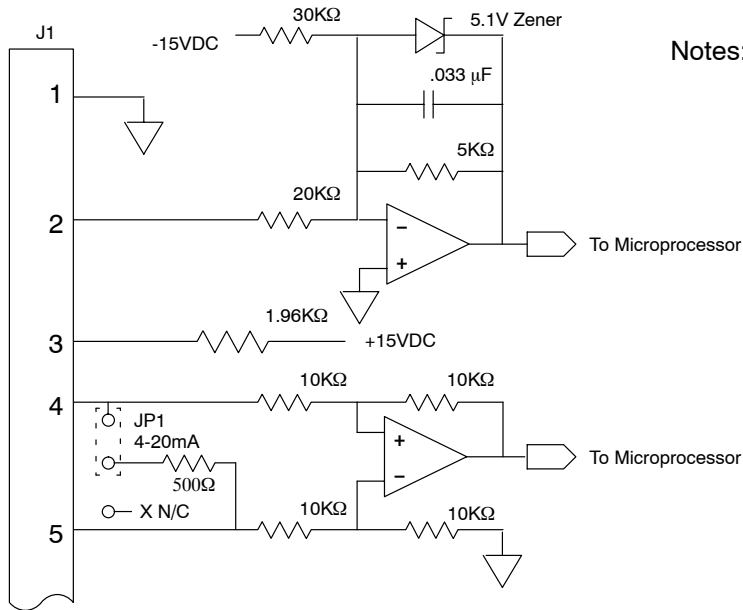 J1
30KΩ
5.1V Zener
-15VDC
Notes:
1
.033 μF
5KΩ
20KΩ
2
−
+
To Microprocessor
1.96KΩ
3
+15VDC
10KΩ
10KΩ
4
JP1
4-20mA
+
−
To Microprocessor
500Ω
X N/C
10KΩ
10KΩ
5